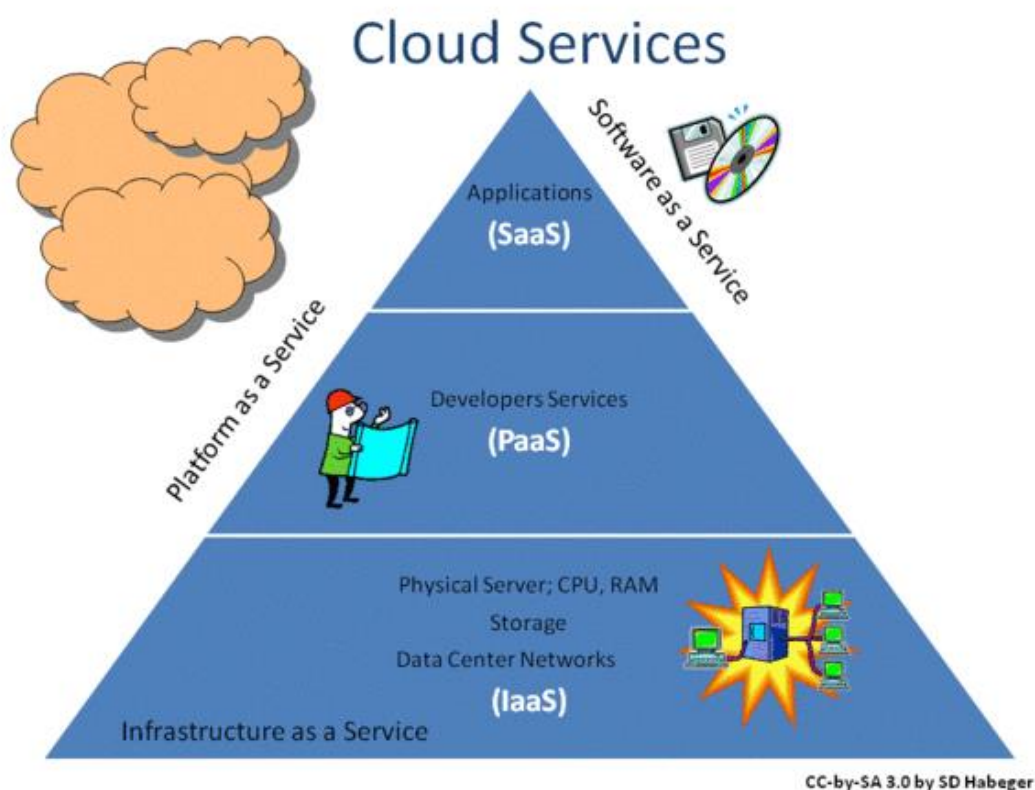 Cloud Services
Software as a Service
Applications
(SaaS)
Platform as a Service
Developers Services
(PaaS)
Physical Server; CPU, RAM
Storage
Data Center Networks
(IaaS)
Infrastructure as a Service
CC-by-SA 3.0 by SD Habeger